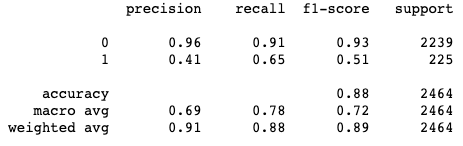 precision recall f1-score support
0 0.96 0.91 0.93 2239
1 0.41 0.65 0.51 225
accuracy 0.88 2464
macro avg 0.69 0.78 0.72 2464
weighted avg 0.91 0.88 0.89 2464